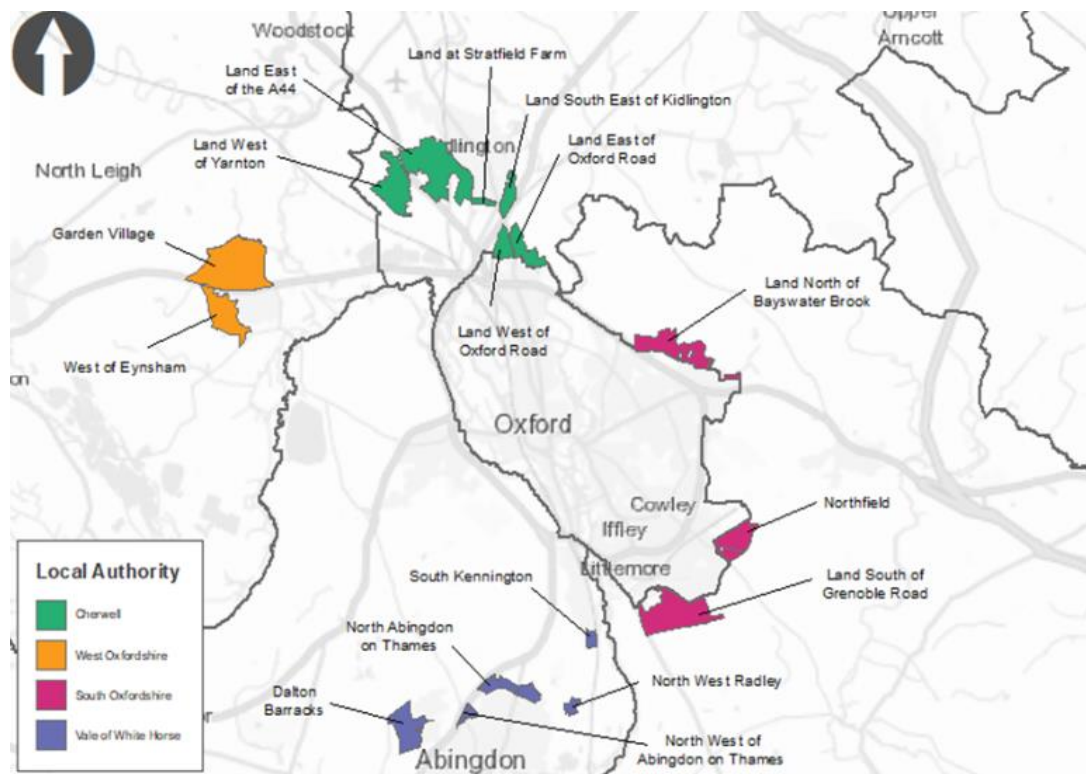 Woodstock
Upper
Arncott
Land at Stratfield Farm
Land East
of the A44
Land South East of Kidlington
Land East of
Oxford Road
dlington
Land West
of Yarnton
North Leigh
Garden Village
Land North of
Bayswater Brook
Land West of
Oxford Road
West of Eynsham
on
Oxford
Cowley
Northfield
Iffley
Littlemore
South Kennington
Land South of
Grenoble Road
North Abingdon
on Thames
Dalton
Barracks
North West Radley
North West of
Abingdon on Thames
Abingdon
or
Local Authority
Cherwell
West Oxfordshire
South Oxfordshire
Vale of White Horse